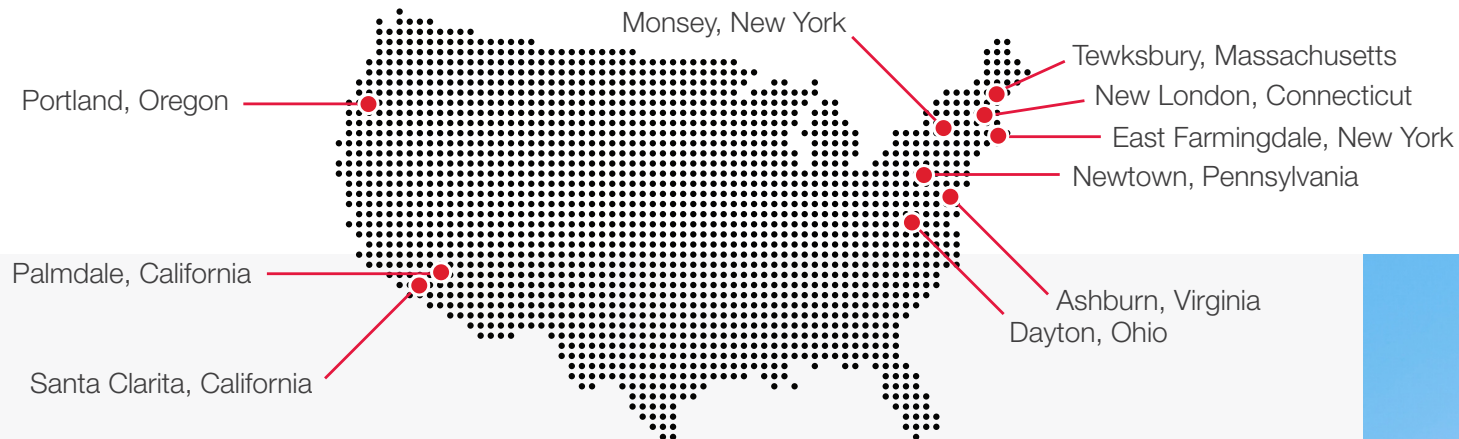 Monsey, New York
Tewksbury, Massachusetts
Portland, Oregon
New London, Connecticut
East Farmingdale, New York
Newtown, Pennsylvania
Palmdale, California
Ashburn, Virginia
Dayton, Ohio
Santa Clarita, California